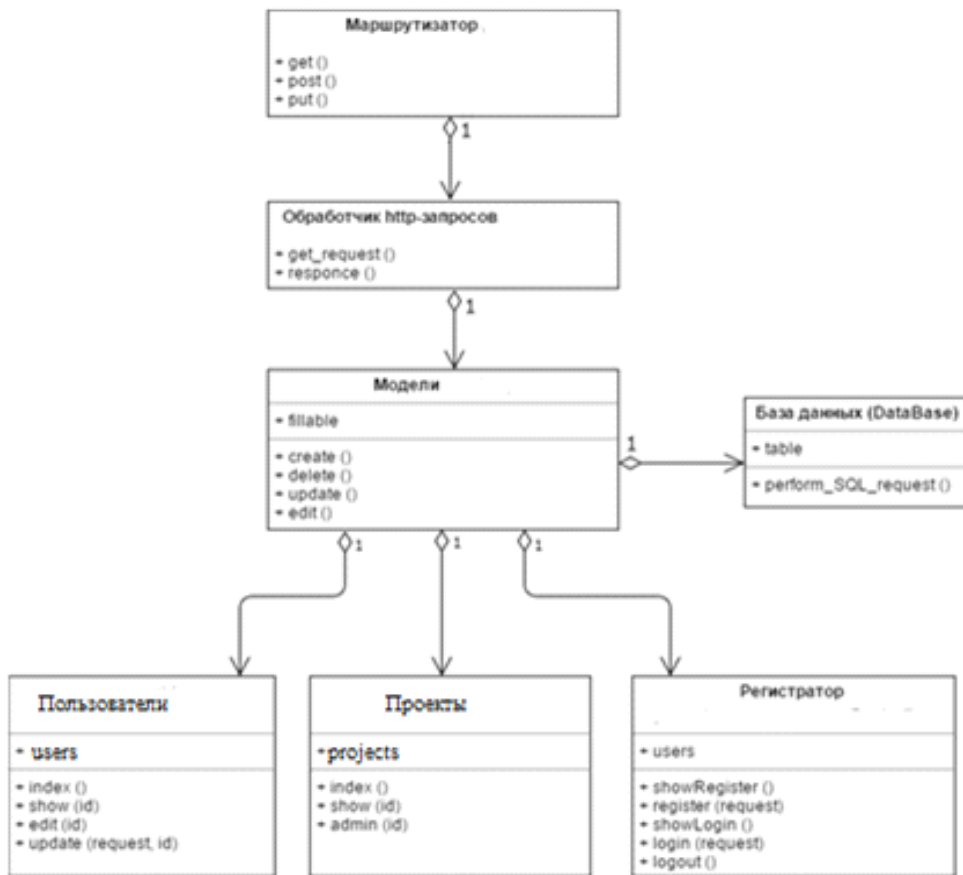 Маршрутизатор
+ get ()
+ post ()
+ put ()
1
Обработчик http-запросов
+ get_request ()
+ responce ()
1
Модели
+ fillable
+ create ()
+ delete ()
+ update ()
+ edit ()
1
База данных (DataBase)
+ table
+ perform_SQL_request ()
1
1
1
Пользователи
+ users
+ index ()
+ show (id)
+ edit (id)
+ update (request, id)
Проекты
+projects
+ index ()
+ show (id)
+ admin (id)
Регистратор
+ users
+ showRegister ()
+ register (request)
+ showLogin ()
+ login (request)
+ logout ()